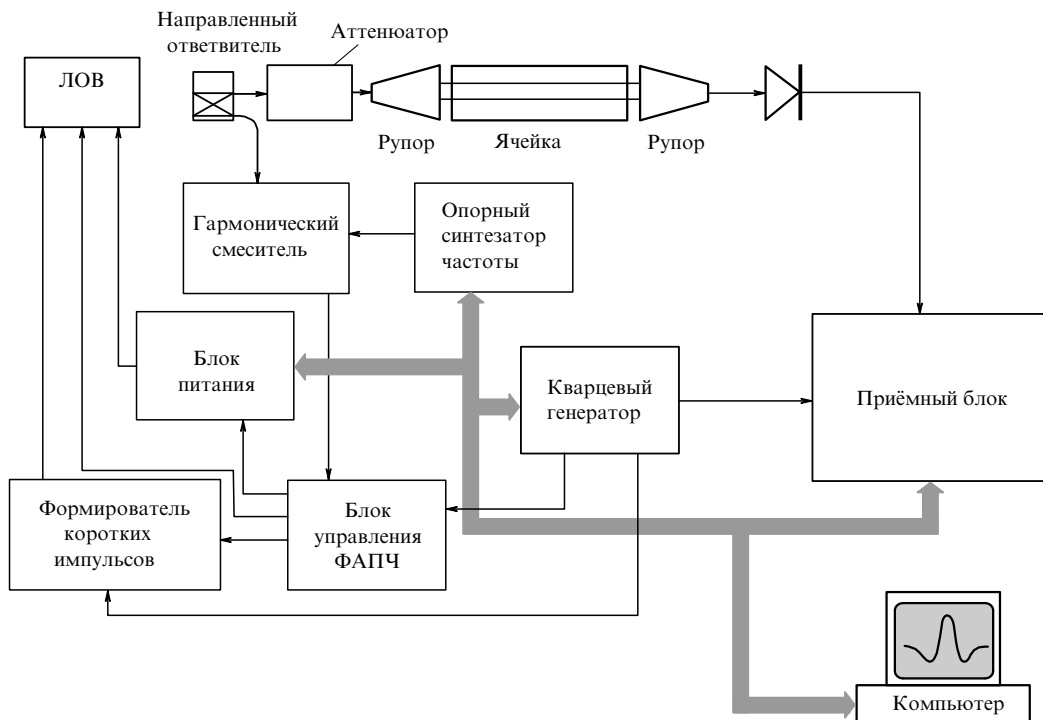 Направленный
ответвитель
Аттенюатор
ЛОВ
Рупор
Ячейка
Рупор
Гармонический
смеситель
Опорный
синтезатор
частоты
Блок
питания
Кварцевый
генератор
Приёмный блок
Формирователь
коротких
импульсов
Блок
управления
ФАПЧ
Компьютер